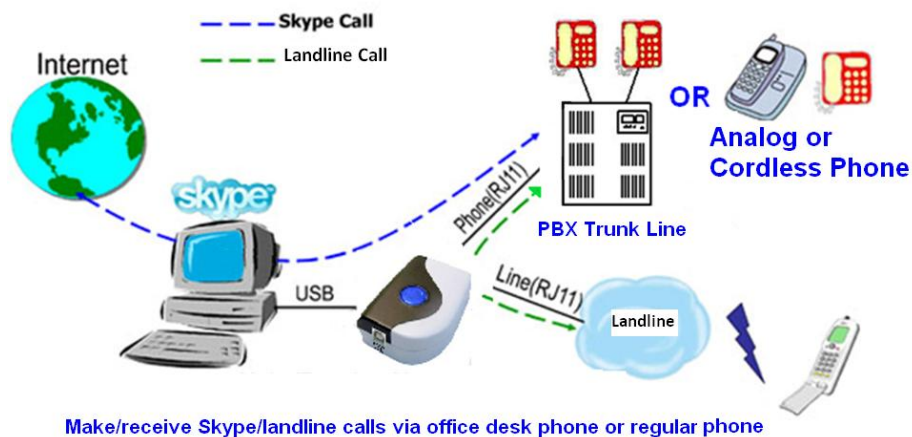 Skype Call
Landline Call
Internet
skype
USB
Phone(RJ11)
Line(RJ11)
OR
Analog or
Cordless Phone
PBX Trunk Line
Landline
Make/receive Skype/landline calls via office desk phone or regular phone